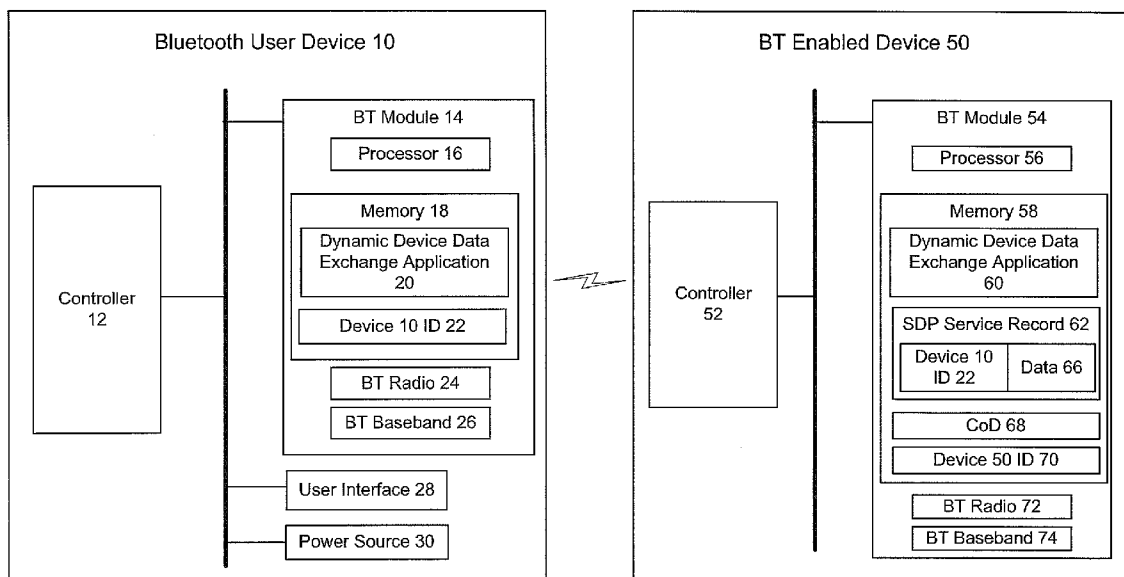 Bluetooth User Device 10
BT Module 14
Processor 16
Memory 18
Dynamic Device Data
Exchange Application
20
Device 10 ID 22
BT Radio 24
BT Baseband 26
Controller
12
User Interface 28
Power Source 30
BT Enabled Device 50
BT Module 54
Processor 56
Memory 58
Dynamic Device Data
Exchange Application
60
SDP Service Record 62
Device 10
ID 22
Data 66
CoD 68
Device 50 ID 70
BT Radio 72
BT Baseband 74
Controller
52